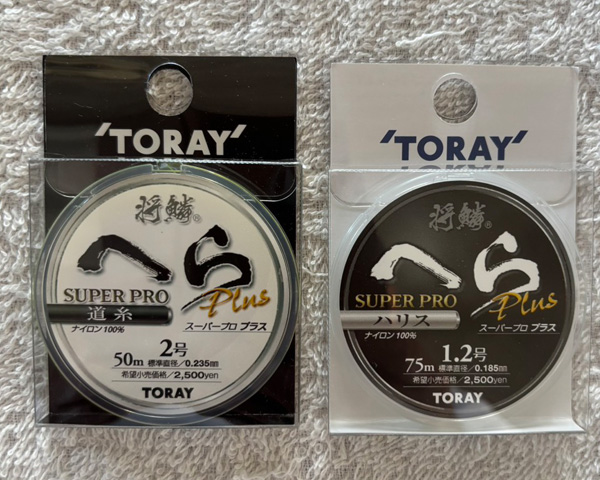 TORAY
将鱗®
へら
Plus
SUPER PRO
道糸
スーパープロ プラス
ナイロン100%
2号
50m 標準直径/0.235mm
希望小売価格/2,500yen
TORAY
TORAY
将鱗®
へら
Plus
SUPER PRO
ハリス
スーパープロ プラス
ナイロン100%
1.2号
75m 標準直径/0.185mm
希望小売価格/2,500yen
TORAY